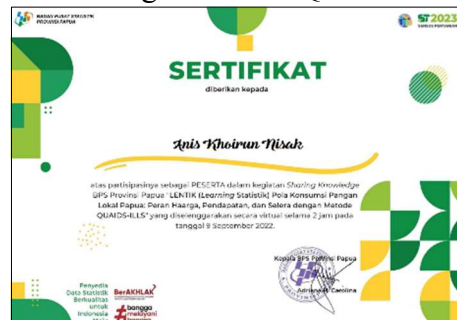 BADAN PUSAT STATISTIK
PROVINSI PAPUA
ST2023
SENSUS PERTANIAN
SERTIFIKAT
diberikan kepada
Anis Khoirun Nisak
atas partisipasinya sebagai PESERTA dalam kegiatan Sharing Knowledge
BPS Provinsi Papua "LENTIK (Learning Statistik) Pola Konsumsi Pangan
Lokal Papua: Peran Haarga, Pendapatan, dan Selera dengan Metode
QUAIDS-ILLS" yang diselenggarakan secara virtual selama 2 jam pada
tanggal 9 September 2022.
Kepala BPS Provinsi Papua
Adriana H. Carolina
Penyedia
Data Statistik
Berkualitas
untuk
Indonesia
BerAKHLAK
bangga
melayani